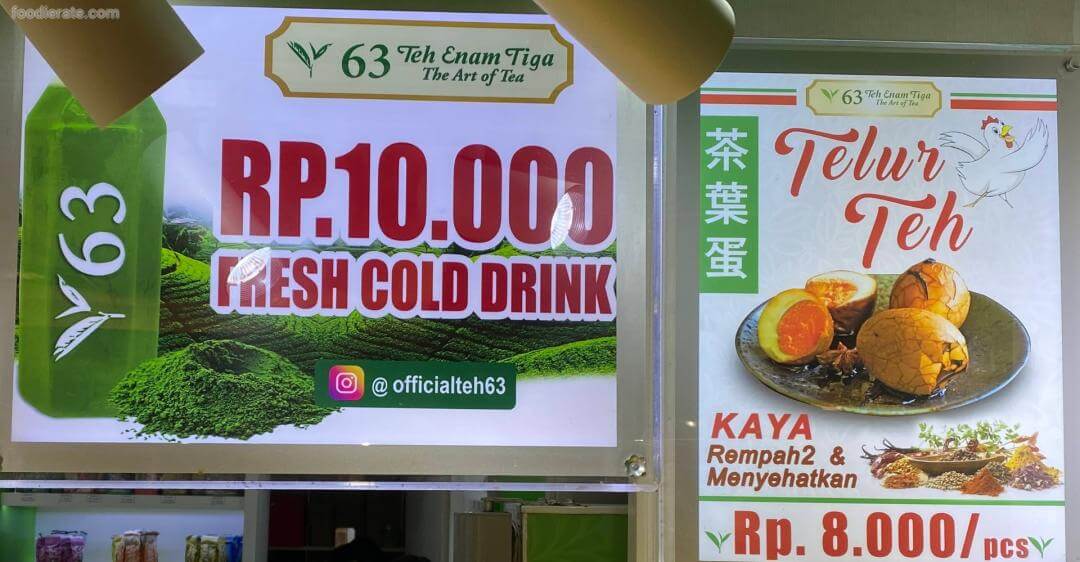 foodierate.com
63 Teh Enam Tiga
The Art of Tea
RP.10.000
FRESH COLD DRINK
63
@ officialteh63
63 Teh Enam Tiga
The Art of Tea
茶葉蛋
Telur
Teh
KAYA
Rempah2 &
Menyehatkan
Rp. 8.000/pcs